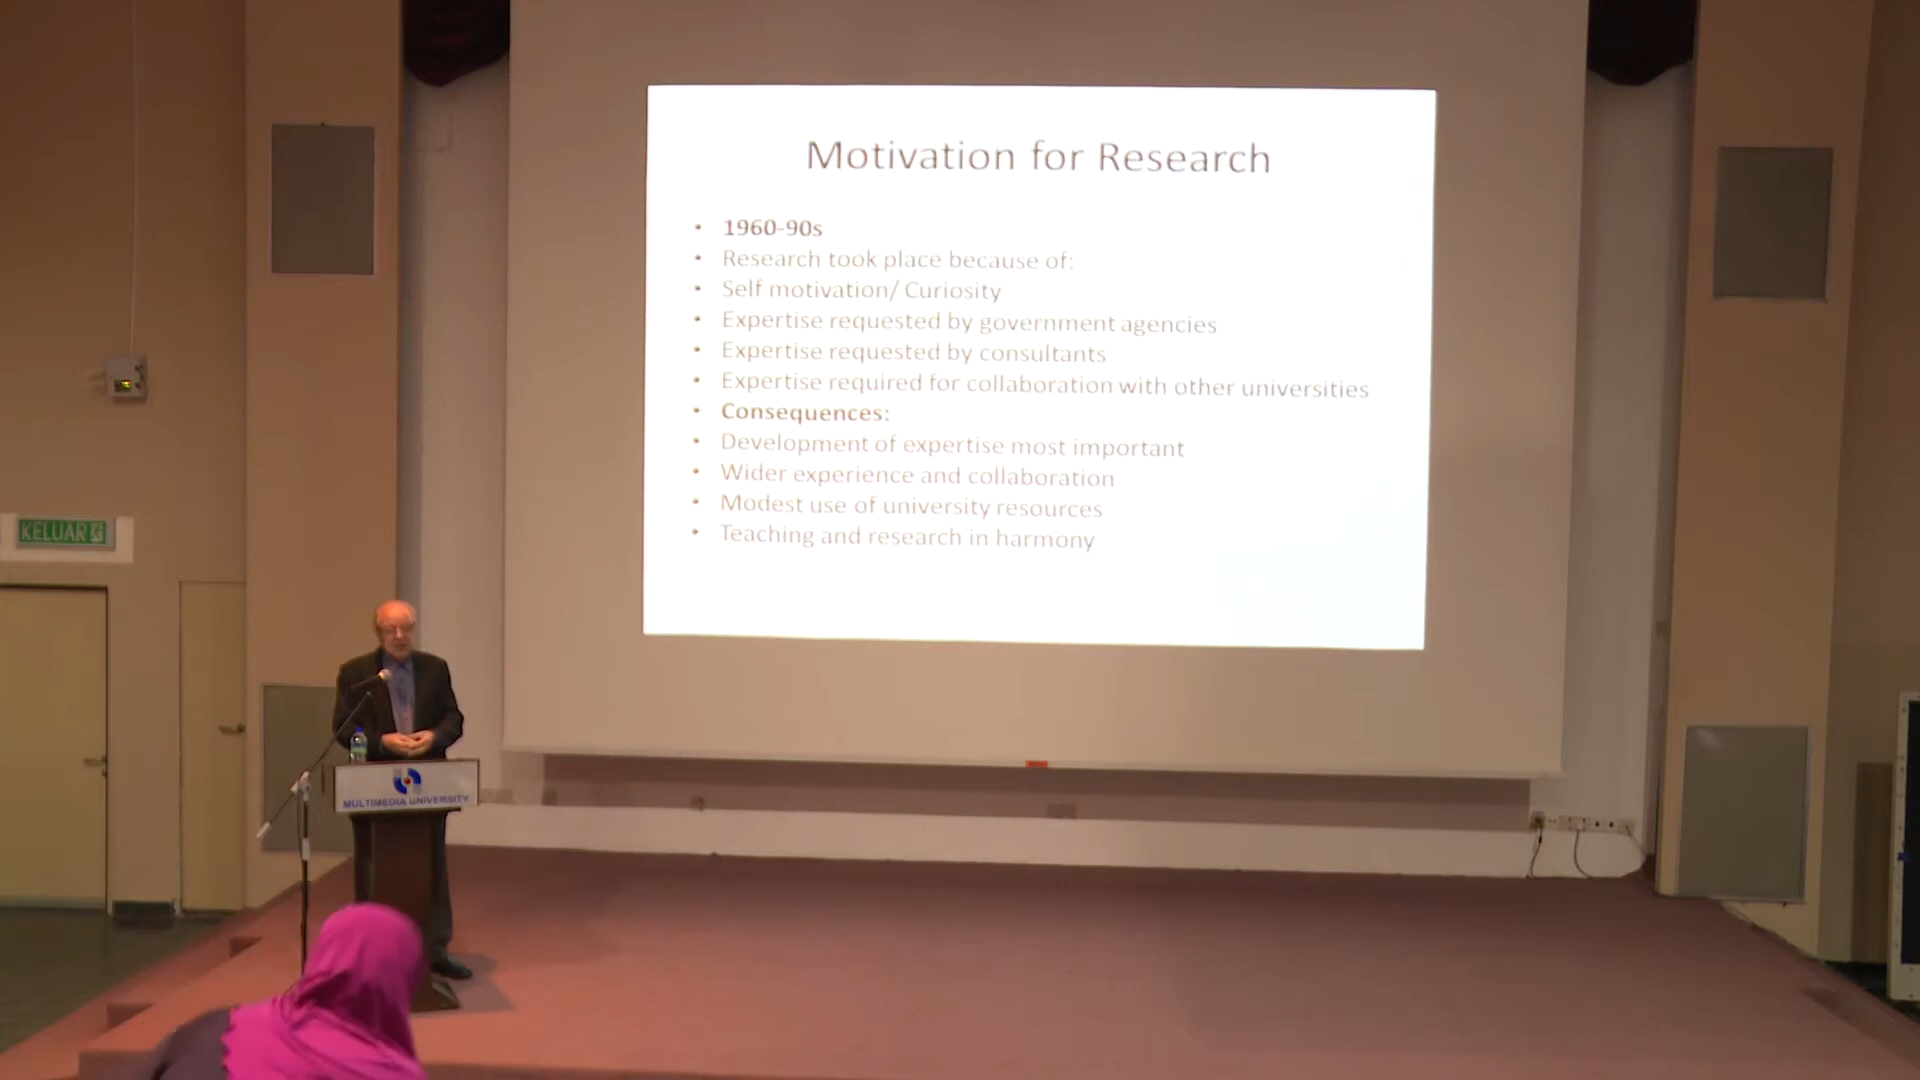 Motivation for Research
• 1960-90s
• Research took place because of:
• Self motivation/ Curiosity
• Expertise requested by government agencies
• Expertise requested by consultants
• Expertise required for collaboration with other universities
• Consequences:
• Development of expertise most important
• Wider experience and collaboration
• Modest use of university resources
• Teaching and research in harmony
KELUAR
MULTIMEDIA UNIVERSITY